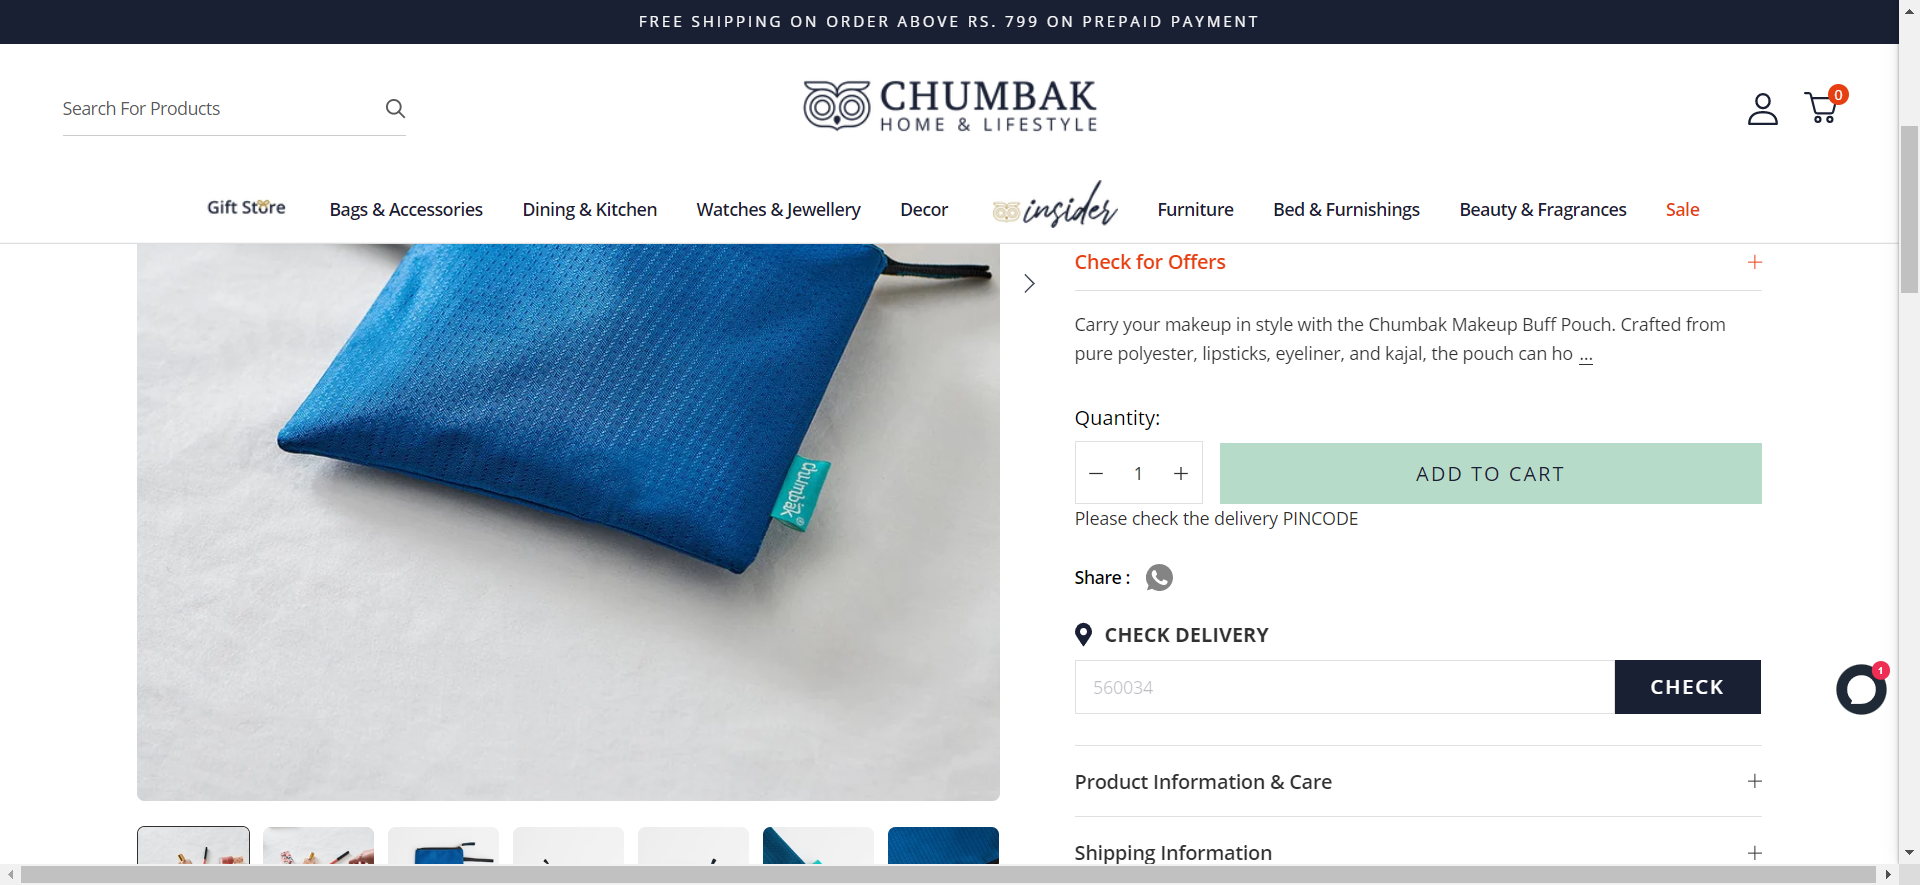 FREE SHIPPING ON ORDER ABOVE RS. 799 ON PREPAID PAYMENT
Search For Products
CHUMBAK
HOME & LIFESTYLE
0
Gift Store
Bags & Accessories
Dining & Kitchen
Watches & Jewellery
Decor
insider
Furniture
Bed & Furnishings
Beauty & Fragrances
Sale
Check for Offers
Carry your makeup in style with the Chumbak Makeup Buff Pouch. Crafted from
pure polyester, lipsticks, eyeliner, and kajal, the pouch can ho ...
Quantity:
1
ADD TO CART
Please check the delivery PINCODE
chumbak
Share :
CHECK DELIVERY
560034
CHECK
1
Product Information & Care
Shipping Information